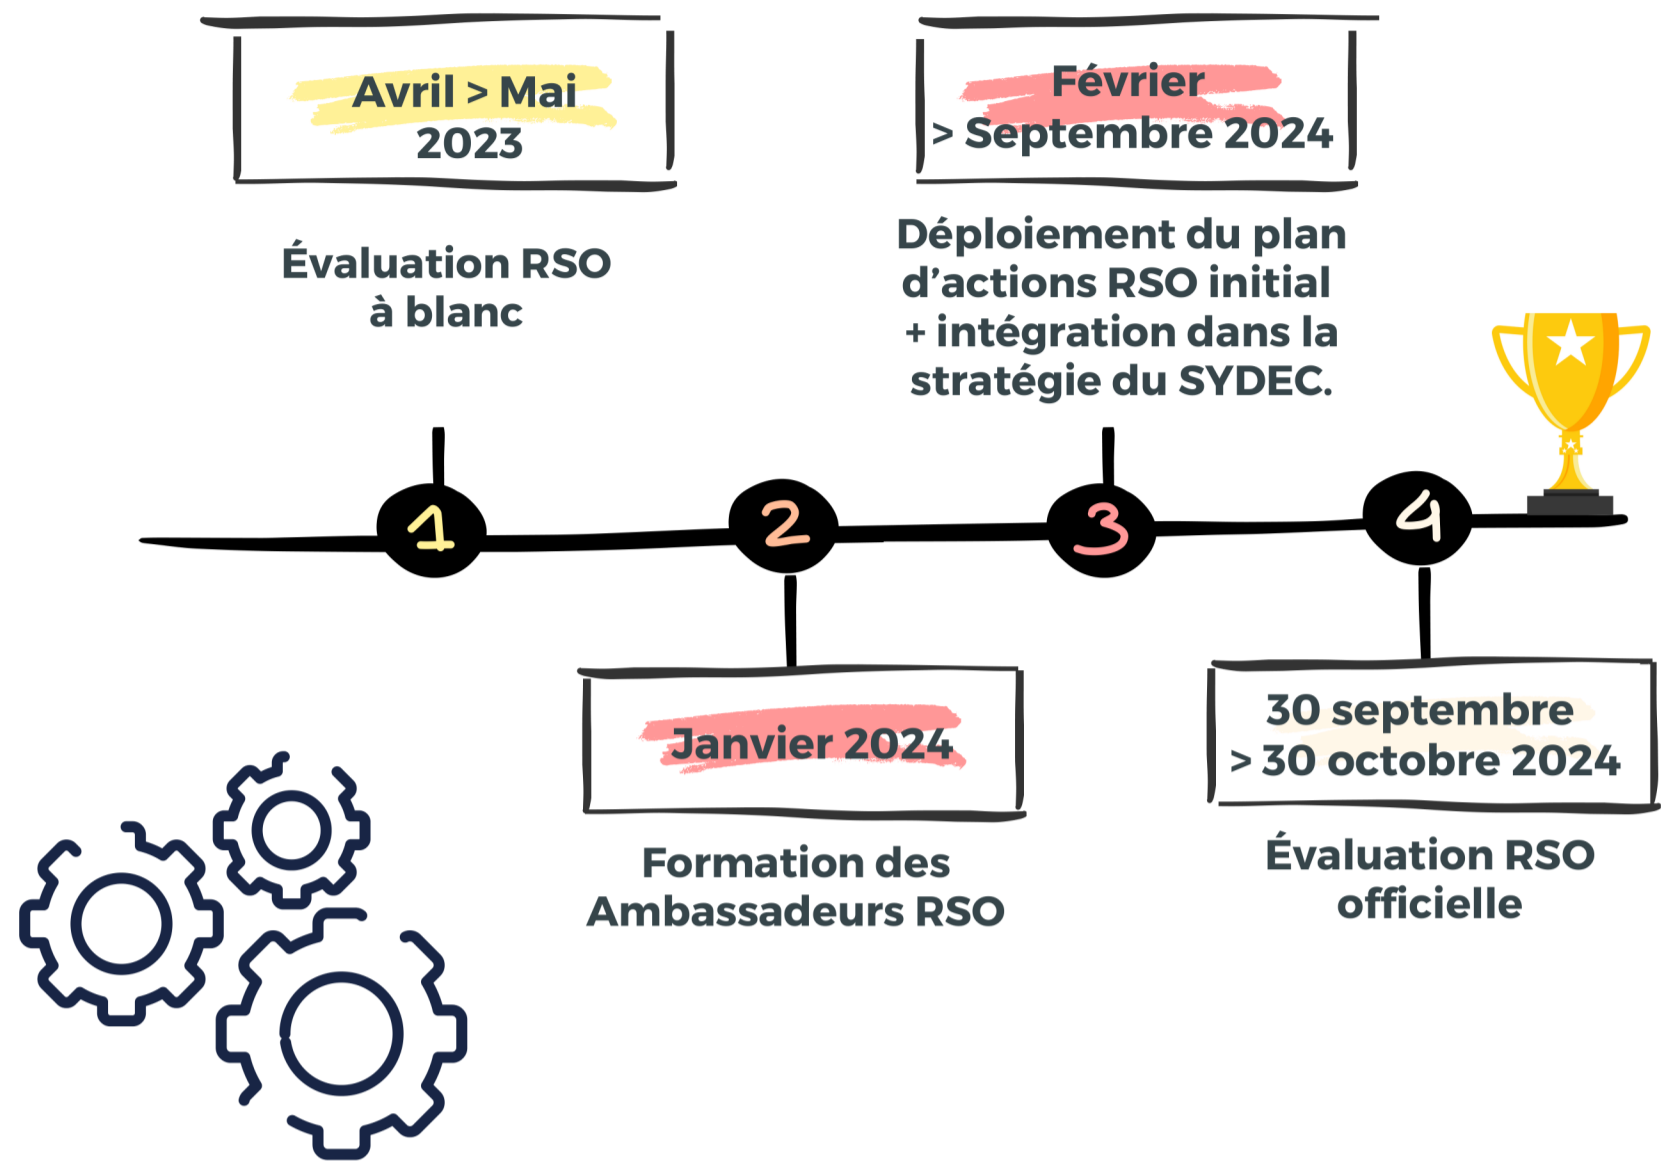 Avril > Mai
2023
Évaluation RSO
à blanc
Février
> Septembre 2024
Déploiement du plan
d’actions RSO initial
+ intégration dans la
stratégie du SYDEC.
1
2
3
4
Janvier 2024
Formation des
Ambassadeurs RSO
30 septembre
> 30 octobre 2024
Évaluation RSO
officielle